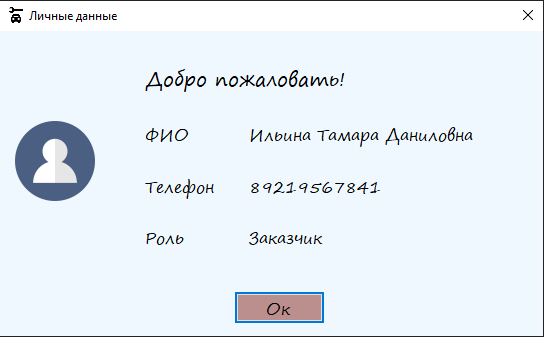 Личные данные
Добро пожаловать!
ФИО Ильина Тамара Даниловна
Телефон 89219567841
Роль Заказчик
Ок